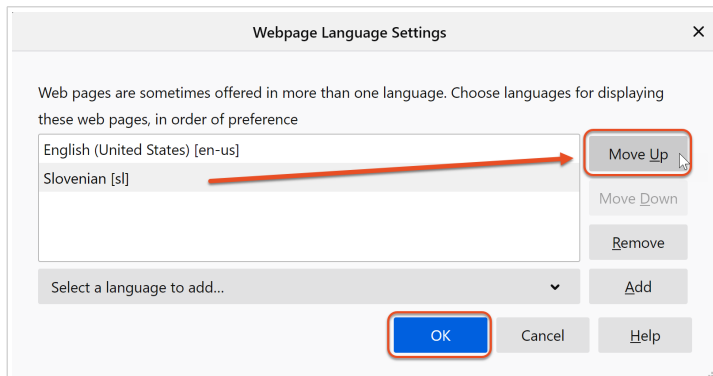 Webpage Language Settings
Web pages are sometimes offered in more than one language. Choose languages for displaying
these web pages, in order of preference
English (United States) [en-us]
Slovenian [sl]
Move Up
Move Down
Remove
Select a language to add...
Add
OK
Cancel
Help